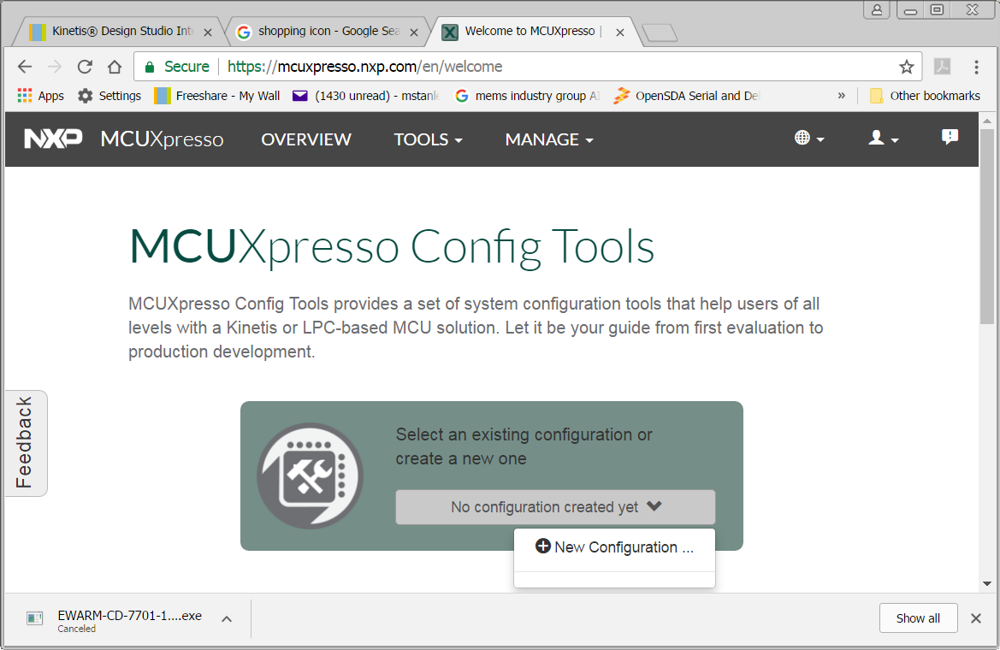 Kinetis® Design Studio Int
shopping icon - Google Sea
Welcome to MCUXpresso |
Secure
https://mcuxpresso.nxp.com/en/welcome
Apps
Settings
Freeshare - My Wall
(1430 unread) - mstan
mems industry group
OpenSDA Serial and De
»
Other bookmarks
NXP MCUXpresso
OVERVIEW
TOOLS
MANAGE
MCUXpresso Config Tools
MCUXpresso Config Tools provides a set of system configuration tools that help users of all
levels with a Kinetis or LPC-based MCU solution. Let it be your guide from first evaluation to
production development.
Feedback
Select an existing configuration or
create a new one
No configuration created yet
New Configuration ...
EWARM-CD-7701-1....exe
Canceled
Show all